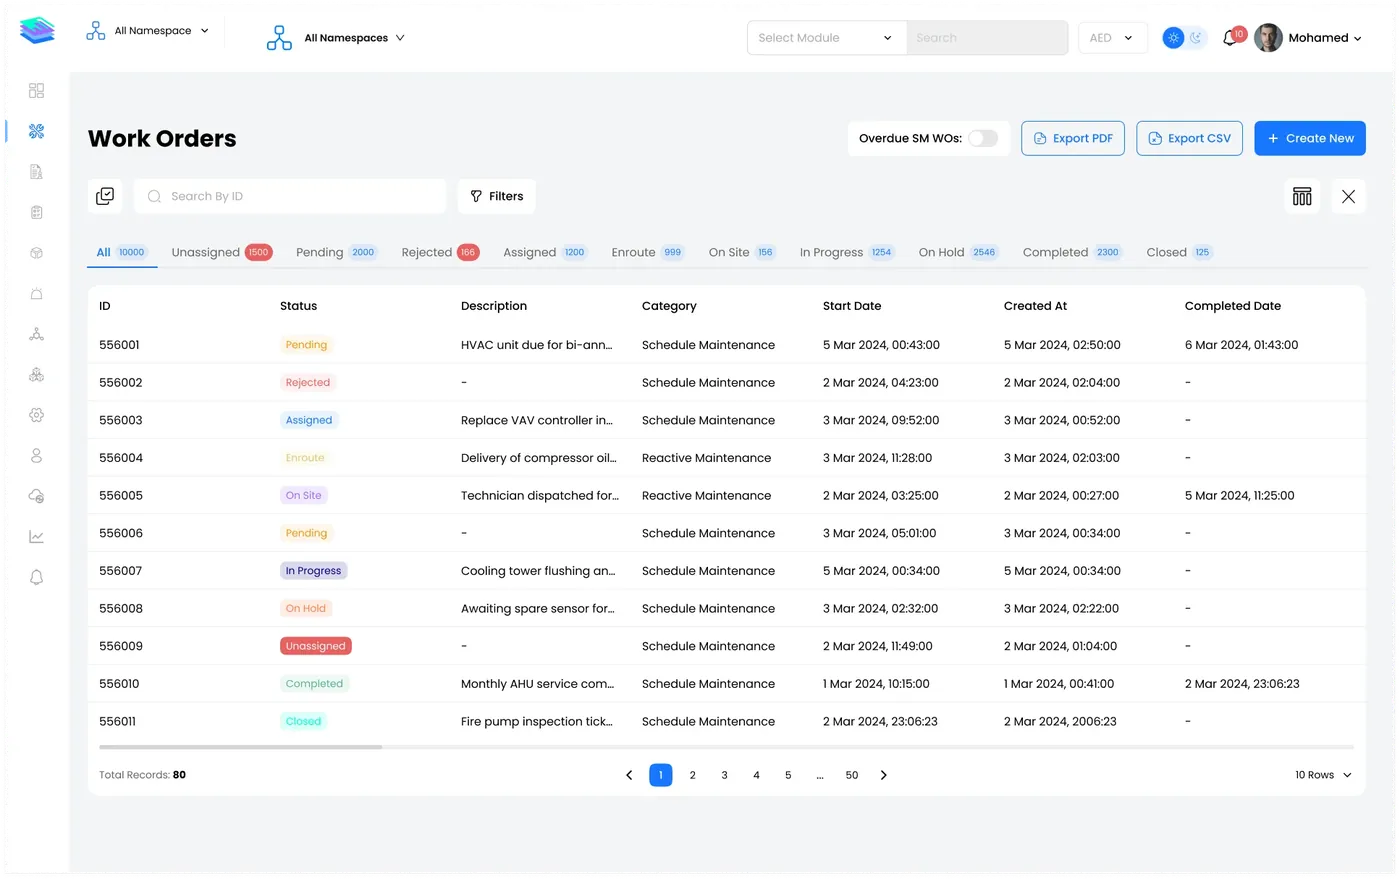 All Namespace
All Namespaces
Select Module
Search
AED
10
Mohamed
Work Orders
Overdue SM WOs:
Export PDF
Export CSV
+ Create New
Search By ID
Filters
All 10000 Unassigned 1500 Pending 2000 Rejected 166 Assigned 1200 Enroute 999 On Site 156 In Progress 1254 On Hold 2546 Completed 2300 Closed 125
ID Status Description Category Start Date Created At Completed Date
556001 Pending HVAC unit due for bi-ann... Schedule Maintenance 5 Mar 2024, 00:43:00 5 Mar 2024, 02:50:00 6 Mar 2024, 01:43:00
556002 Rejected - Schedule Maintenance 2 Mar 2024, 04:23:00 2 Mar 2024, 02:04:00 -
556003 Assigned Replace VAV controller in... Schedule Maintenance 3 Mar 2024, 09:52:00 3 Mar 2024, 00:52:00 -
556004 Enroute Delivery of compressor oil... Reactive Maintenance 3 Mar 2024, 11:28:00 3 Mar 2024, 02:03:00 -
556005 On Site Technician dispatched for... Reactive Maintenance 2 Mar 2024, 03:25:00 2 Mar 2024, 00:27:00 5 Mar 2024, 11:25:00
556006 Pending - Schedule Maintenance 3 Mar 2024, 05:01:00 3 Mar 2024, 00:34:00 -
556007 In Progress Cooling tower flushing an... Schedule Maintenance 5 Mar 2024, 00:34:00 5 Mar 2024, 00:34:00 -
556008 On Hold Awaiting spare sensor for... Schedule Maintenance 3 Mar 2024, 02:32:00 3 Mar 2024, 02:22:00 -
556009 Unassigned - Schedule Maintenance 2 Mar 2024, 11:49:00 2 Mar 2024, 01:04:00 -
556010 Completed Monthly AHU service com... Schedule Maintenance 1 Mar 2024, 10:15:00 1 Mar 2024, 00:41:00 2 Mar 2024, 23:06:23
556011 Closed Fire pump inspection tick... Schedule Maintenance 2 Mar 2024, 23:06:23 2 Mar 2024, 2006:23 -
Total Records: 80
1 2 3 4 5 ... 50
10 Rows